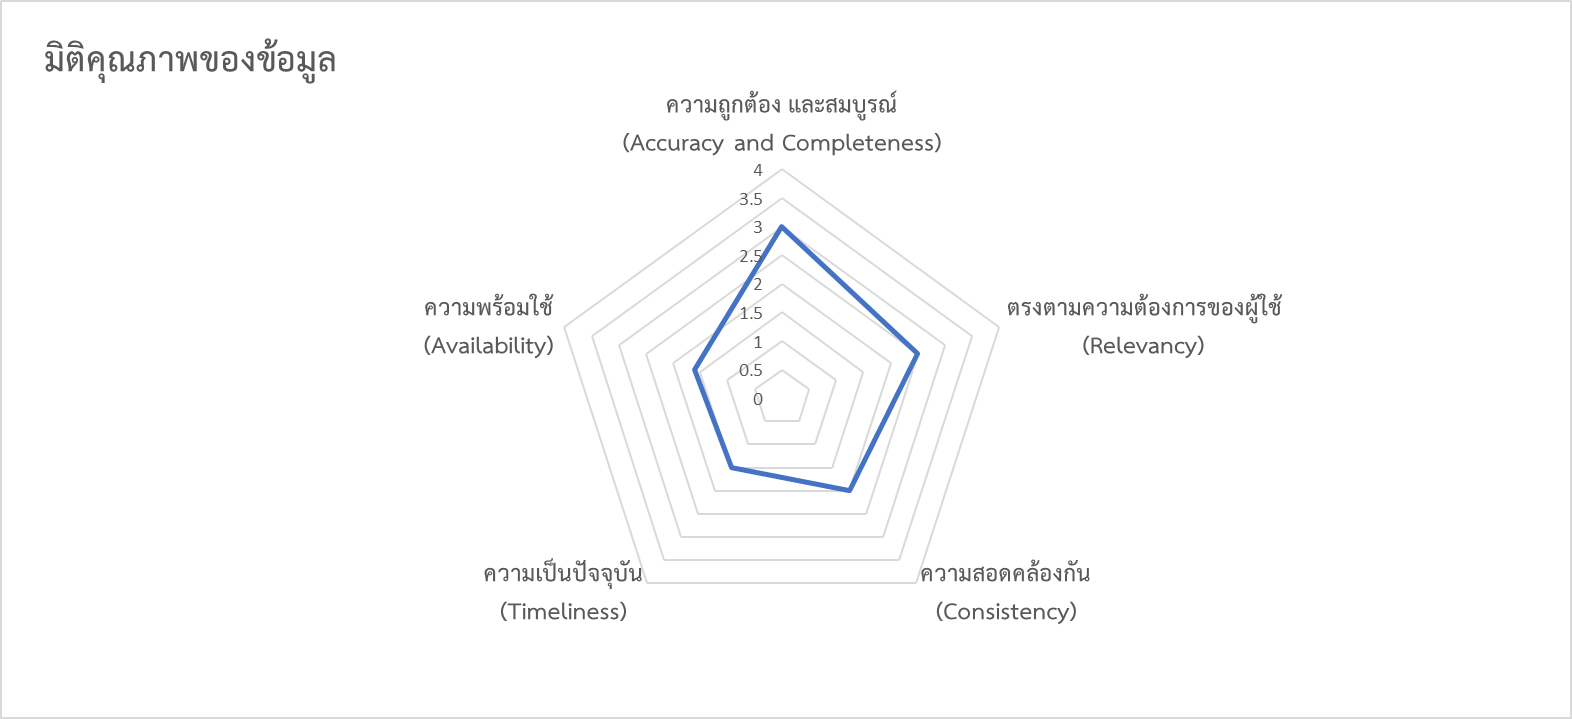 มิติคุณภาพของข้อมูล
ความถูกต้อง และสมบูรณ์
(Accuracy and Completeness)
4
3.5
3
2.5
2
1.5
1
0.5
0
ตรงตามความต้องการของผู้ใช้
(Relevancy)
ความสอดคล้องกัน
(Consistency)
ความเป็นปัจจุบัน
(Timeliness)
ความพร้อมใช้
(Availability)